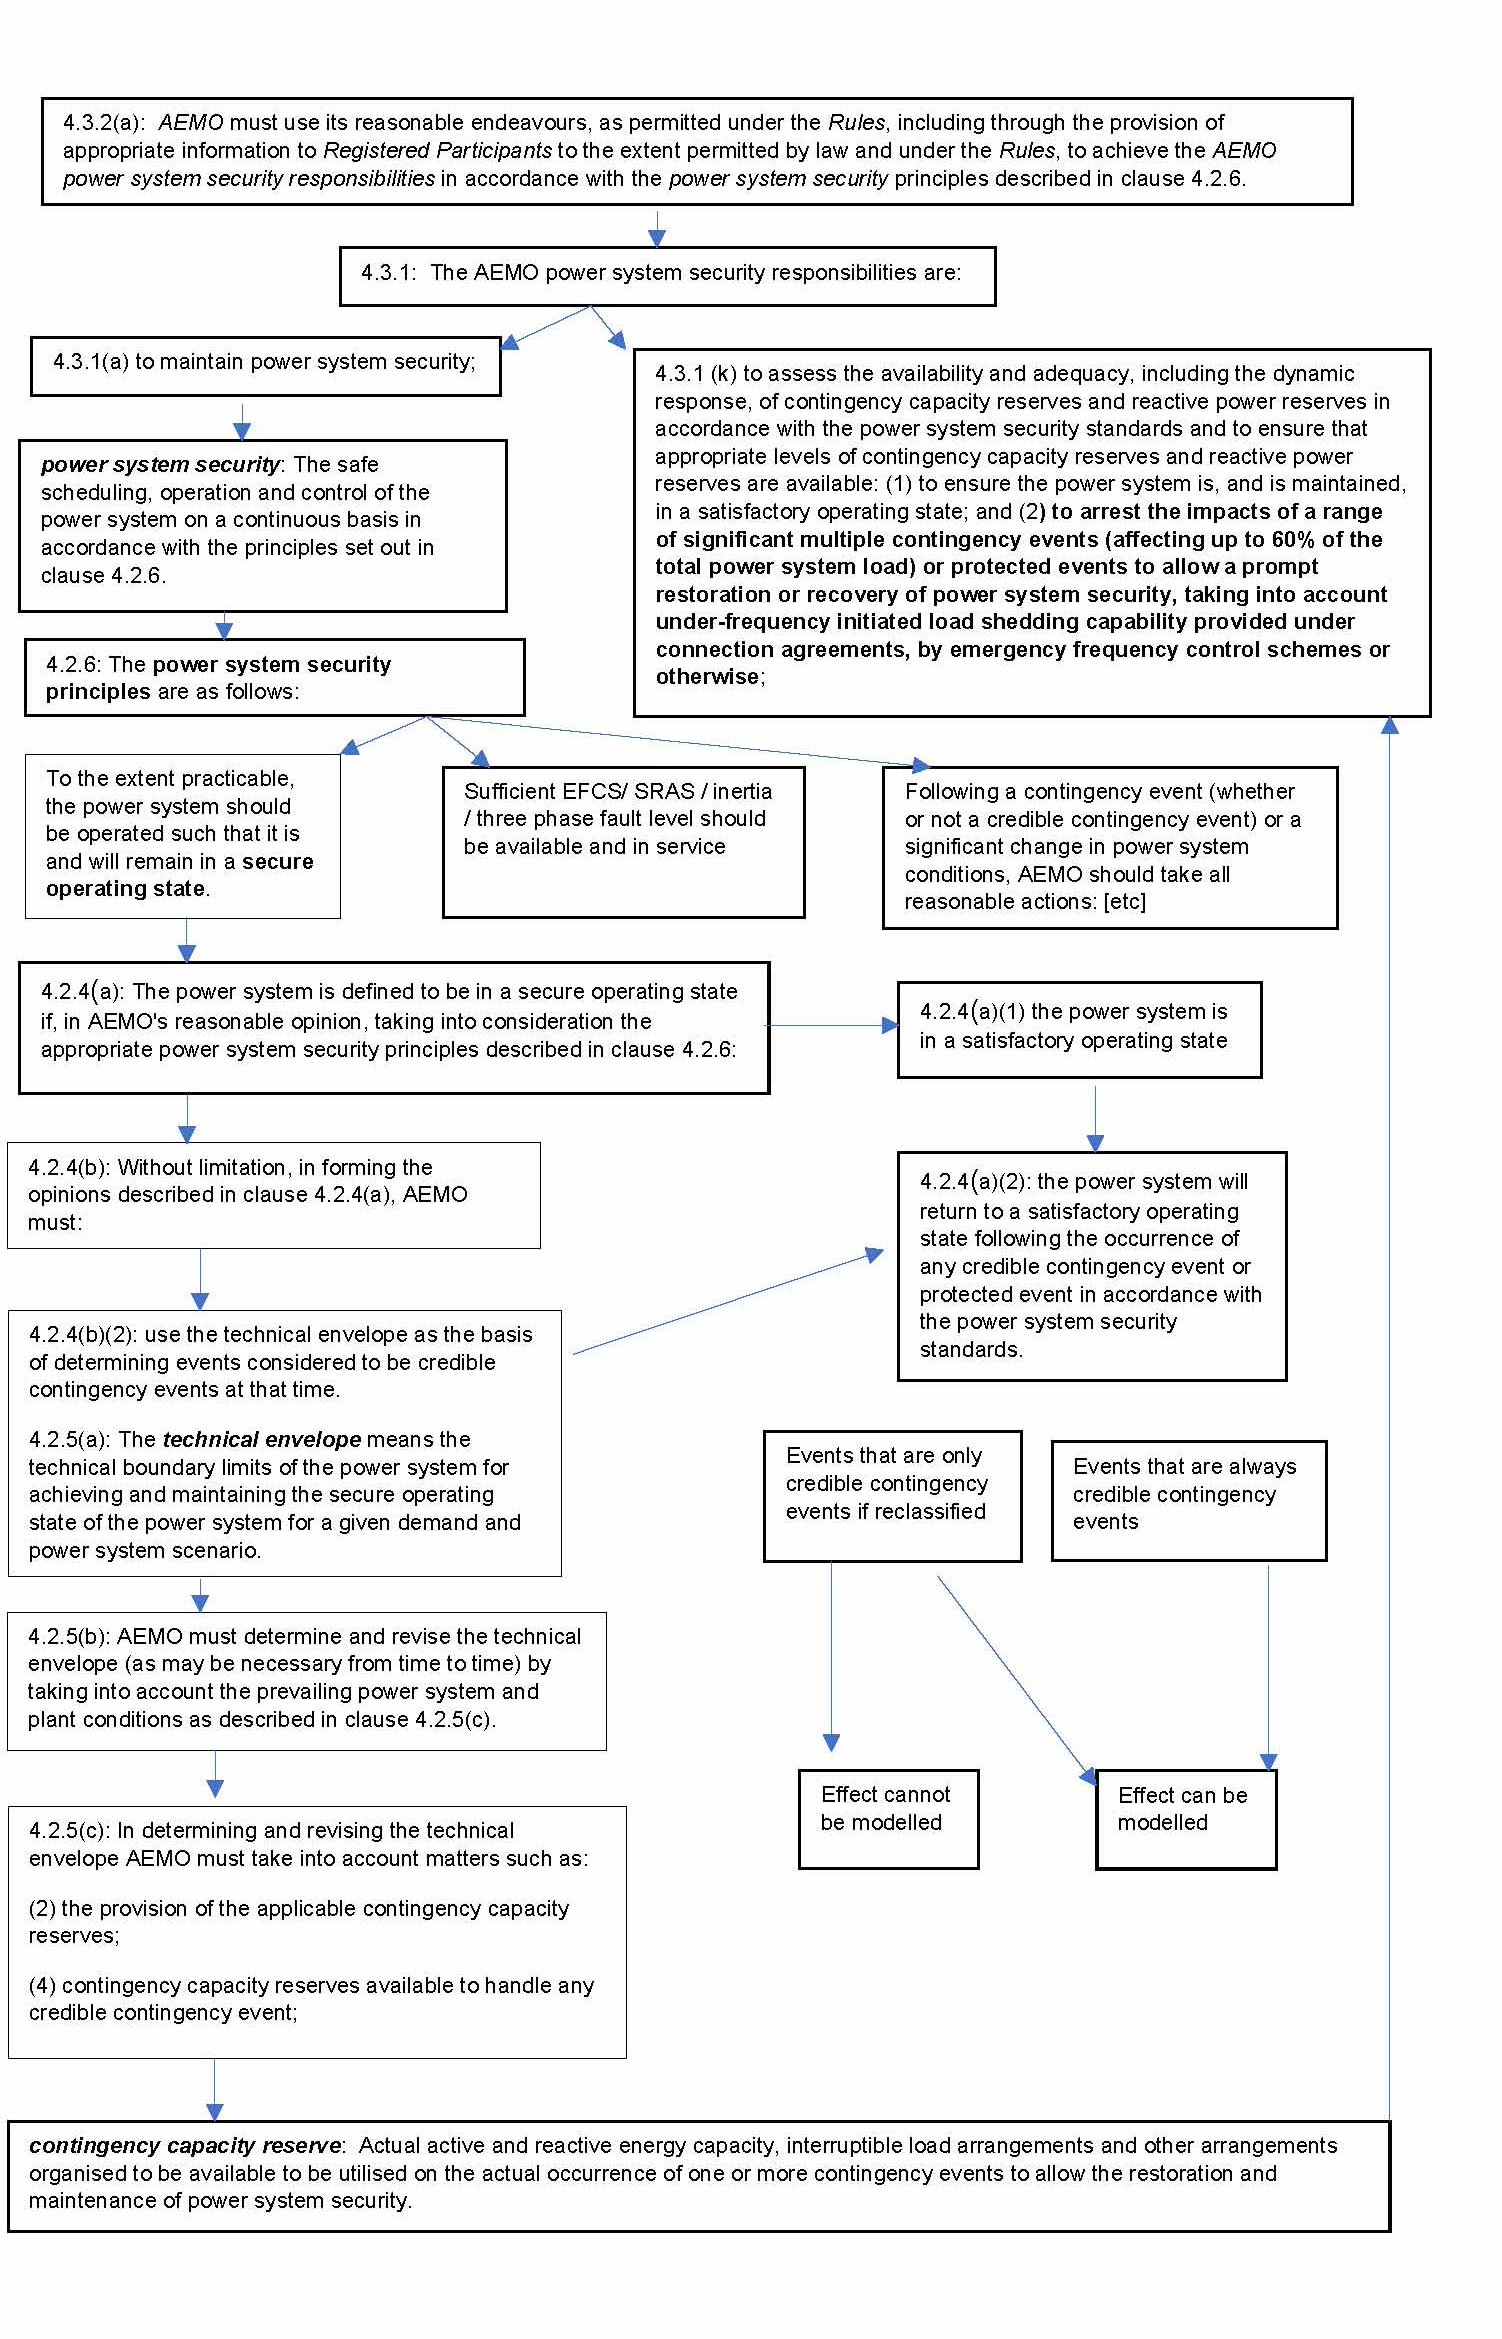 4.3.2(a): AEMO must use its reasonable endeavours, as permitted under the Rules, including through the provision of
appropriate information to Registered Participants to the extent permitted by law and under the Rules, to achieve the AEMO
power system security responsibilities in accordance with the power system security principles described in clause 4.2.6.
4.3.1: The AEMO power system security responsibilities are:
4.3.1(a) to maintain power system security;
4.3.1 (k) to assess the availability and adequacy, including the dynamic
response, of contingency capacity reserves and reactive power reserves in
accordance with the power system security standards and to ensure that
appropriate levels of contingency capacity reserves and reactive power
reserves are available: (1) to ensure the power system is, and is maintained,
in a satisfactory operating state; and (2) to arrest the impacts of a range
of significant multiple contingency events (affecting up to 60% of the
total power system load) or protected events to allow a prompt
restoration or recovery of power system security, taking into account
under-frequency initiated load shedding capability provided under
connection agreements, by emergency frequency control schemes or
otherwise;
power system security: The safe
scheduling, operation and control of the
power system on a continuous basis in
accordance with the principles set out in
clause 4.2.6.
4.2.6: The power system security
principles are as follows:
To the extent practicable,
the power system should
be operated such that it is
and will remain in a secure
operating state.
Sufficient EFCS/ SRAS / inertia
/ three phase fault level should
be available and in service
Following a contingency event (whether
or not a credible contingency event) or a
significant change in power system
conditions, AEMO should take all
reasonable actions: [etc]
4.2.4(a): The power system is defined to be in a secure operating state
if, in AEMO's reasonable opinion, taking into consideration the
appropriate power system security principles described in clause 4.2.6:
4.2.4(a)(1) the power system is
in a satisfactory operating state
4.2.4(b): Without limitation, in forming the
opinions described in clause 4.2.4(a), AEMO
must:
4.2.4(a)(2): the power system will
return to a satisfactory operating
state following the occurrence of
any credible contingency event or
protected event in accordance with
the power system security
standards.
4.2.4(b)(2): use the technical envelope as the basis
of determining events considered to be credible
contingency events at that time.
4.2.5(a): The technical envelope means the
technical boundary limits of the power system for
achieving and maintaining the secure operating
state of the power system for a given demand and
power system scenario.
Events that are only
credible contingency
events if reclassified
Events that are always
credible contingency
events
4.2.5(b): AEMO must determine and revise the technical
envelope (as may be necessary from time to time) by
taking into account the prevailing power system and
plant conditions as described in clause 4.2.5(c).
Effect cannot
be modelled
Effect can be
modelled
4.2.5(c): In determining and revising the technical
envelope AEMO must take into account matters such as:
(2) the provision of the applicable contingency capacity
reserves;
(4) contingency capacity reserves available to handle any
credible contingency event;
contingency capacity reserve: Actual active and reactive energy capacity, interruptible load arrangements and other arrangements
organised to be available to be utilised on the actual occurrence of one or more contingency events to allow the restoration and
maintenance of power system security.